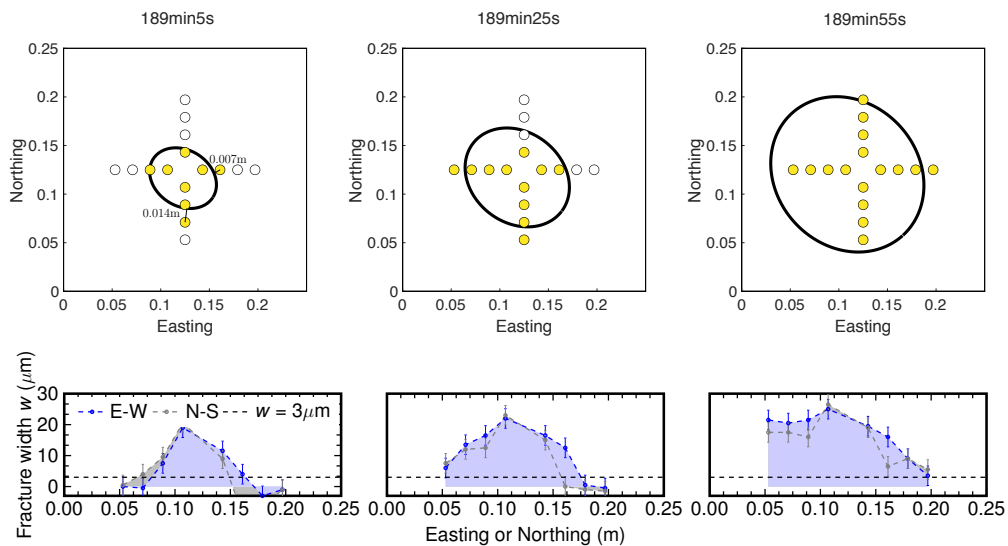 189min5s
189min25s
189min55s
0.25
0.2
0.15
0.1
0.05
0
Northing
0.007m
0.014m
0 0.05 0.1 0.15 0.2
Easting
0.25
0.2
0.15
0.1
0.05
0
Northing
0 0.05 0.1 0.15 0.2
Easting
0.25
0.2
0.15
0.1
0.05
0
Northing
0 0.05 0.1 0.15 0.2
Easting
Fracture width w (μm)
30
20
10
0
E-W N-S w = 3μm
0.00 0.05 0.10 0.15 0.20 0.25
0.00 0.05 0.10 0.15 0.20 0.25
0.00 0.05 0.10 0.15 0.20 0.25
Easting or Northing (m)